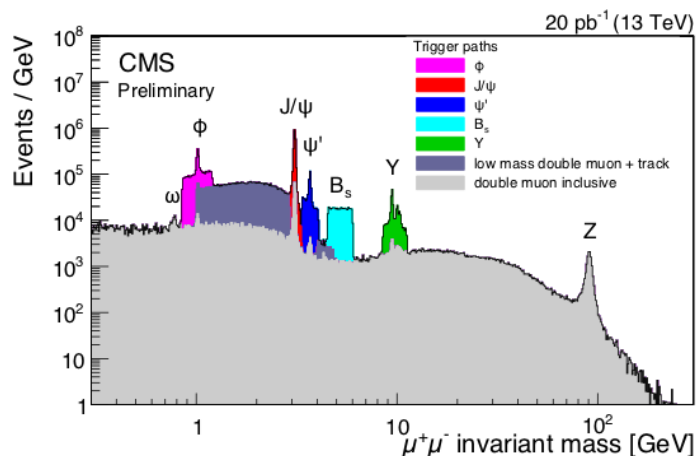 20 pb⁻¹ (13 TeV)
Events / GeV
10⁸
10⁷
10⁶
10⁵
10⁴
10³
10²
10
1
CMS
Preliminary
Trigger paths
ϕ
J/ψ
ψ'
Bₛ
Υ
low mass double muon + track
double muon inclusive
ω
ϕ
J/ψ
ψ'
Bₛ
Υ
Z
1
10
10²
μ⁺μ⁻ invariant mass [GeV]